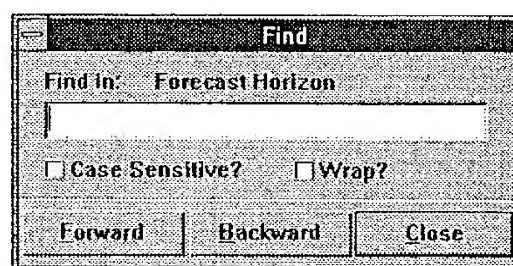 Find
Find In: Forecast Horizon
Case Sensitive? Wrap?
Forward Backward Close